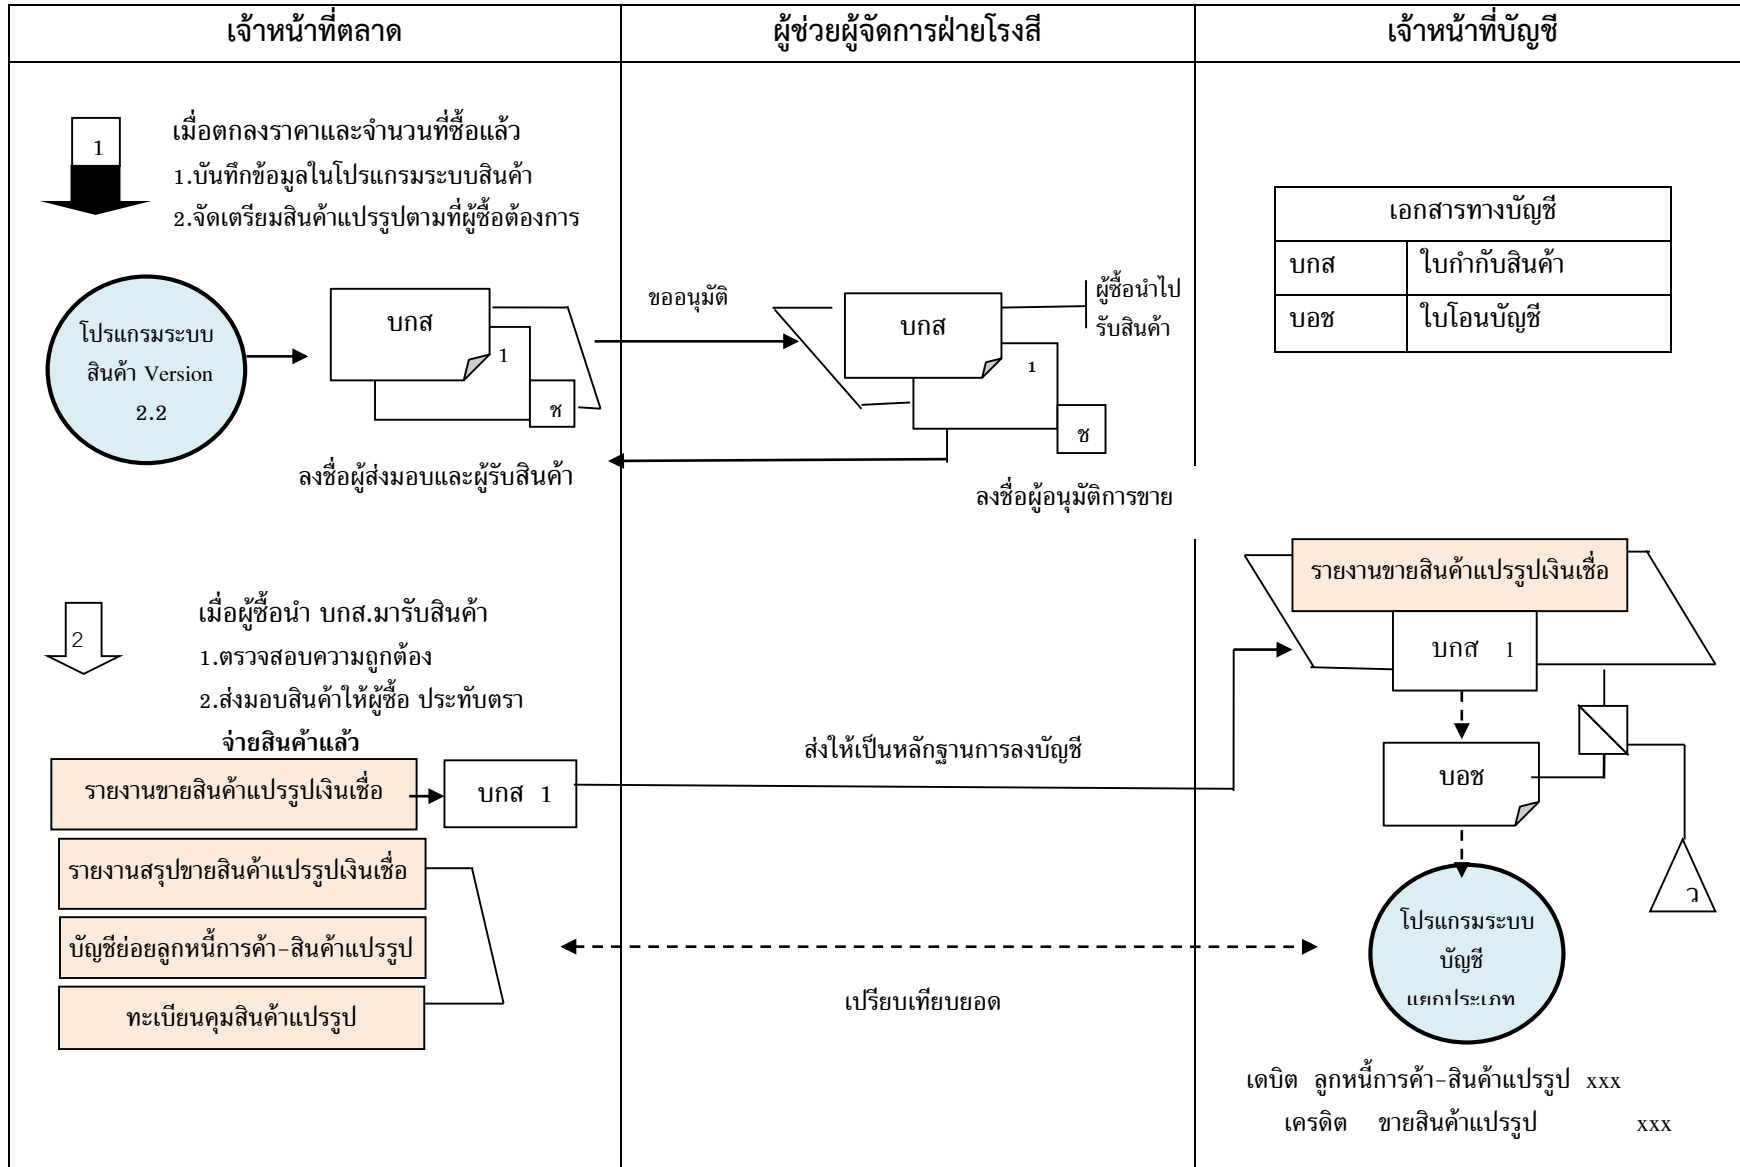 เจ้าหน้าที่ตลาด
ผู้ช่วยผู้จัดการฝ่ายโรงสี
เจ้าหน้าที่บัญชี
1
เมื่อตกลงราคาและจำนวนที่ซื้อแล้ว
1.บันทึกข้อมูลในโปรแกรมระบบสินค้า
2.จัดเตรียมสินค้าแปรรูปตามที่ผู้ซื้อต้องการ
เอกสารทางบัญชี
บกส ใบกำกับสินค้า
บอช ใบโอนบัญชี
โปรแกรมระบบ
สินค้า Version
2.2
บกส
1
ช
ขออนุมัติ
บกส
1
ช
ผู้ซื้อนำไป
รับสินค้า
ลงชื่อผู้ส่งมอบและผู้รับสินค้า
ลงชื่อผู้อนุมัติการขาย
2
เมื่อผู้ซื้อนำ บกส.มารับสินค้า
1.ตรวจสอบความถูกต้อง
2.ส่งมอบสินค้าให้ผู้ซื้อ ประทับตรา
จ่ายสินค้าแล้ว
รายงานขายสินค้าแปรรูปเงินเชื่อ
บกส 1
ส่งให้เป็นหลักฐานการลงบัญชี
รายงานขายสินค้าแปรรูปเงินเชื่อ
บกส 1
บอช
ว
รายงานสรุปขายสินค้าแปรรูปเงินเชื่อ
บัญชีย่อยลูกหนี้การค้า-สินค้าแปรรูป
ทะเบียนคุมสินค้าแปรรูป
เปรียบเทียบยอด
โปรแกรมระบบ
บัญชี
แยกประเภท
เดบิต ลูกหนี้การค้า-สินค้าแปรรูป xxx
เครดิต ขายสินค้าแปรรูป xxx